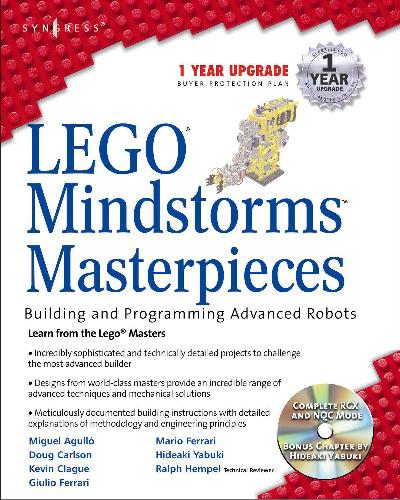 SYNGRESS®
1 YEAR UPGRADE
BUYER PROTECTION PLAN
1
YEAR
UPGRADE
LEGO®
Mindstorms™
Masterpieces
Building and Programming Advanced Robots
Learn from the Lego® Masters
• Incredibly sophisticated and technically detailed projects to challenge
the most advanced builder
• Designs from world-class masters provide an incredible range of
advanced techniques and mechanical solutions
• Meticulously documented building instructions with detailed
explanations of methodology and engineering principles
Miguel Agulló
Doug Carlson
Kevin Clague
Giulio Ferrari
Mario Ferrari
Hideaki Yabuki
Ralph Hempel Technical Reviewer
COMPLETE RCX
AND NQC MODE
BONUS CHAPTER BY
HIDEAKI YABUKI